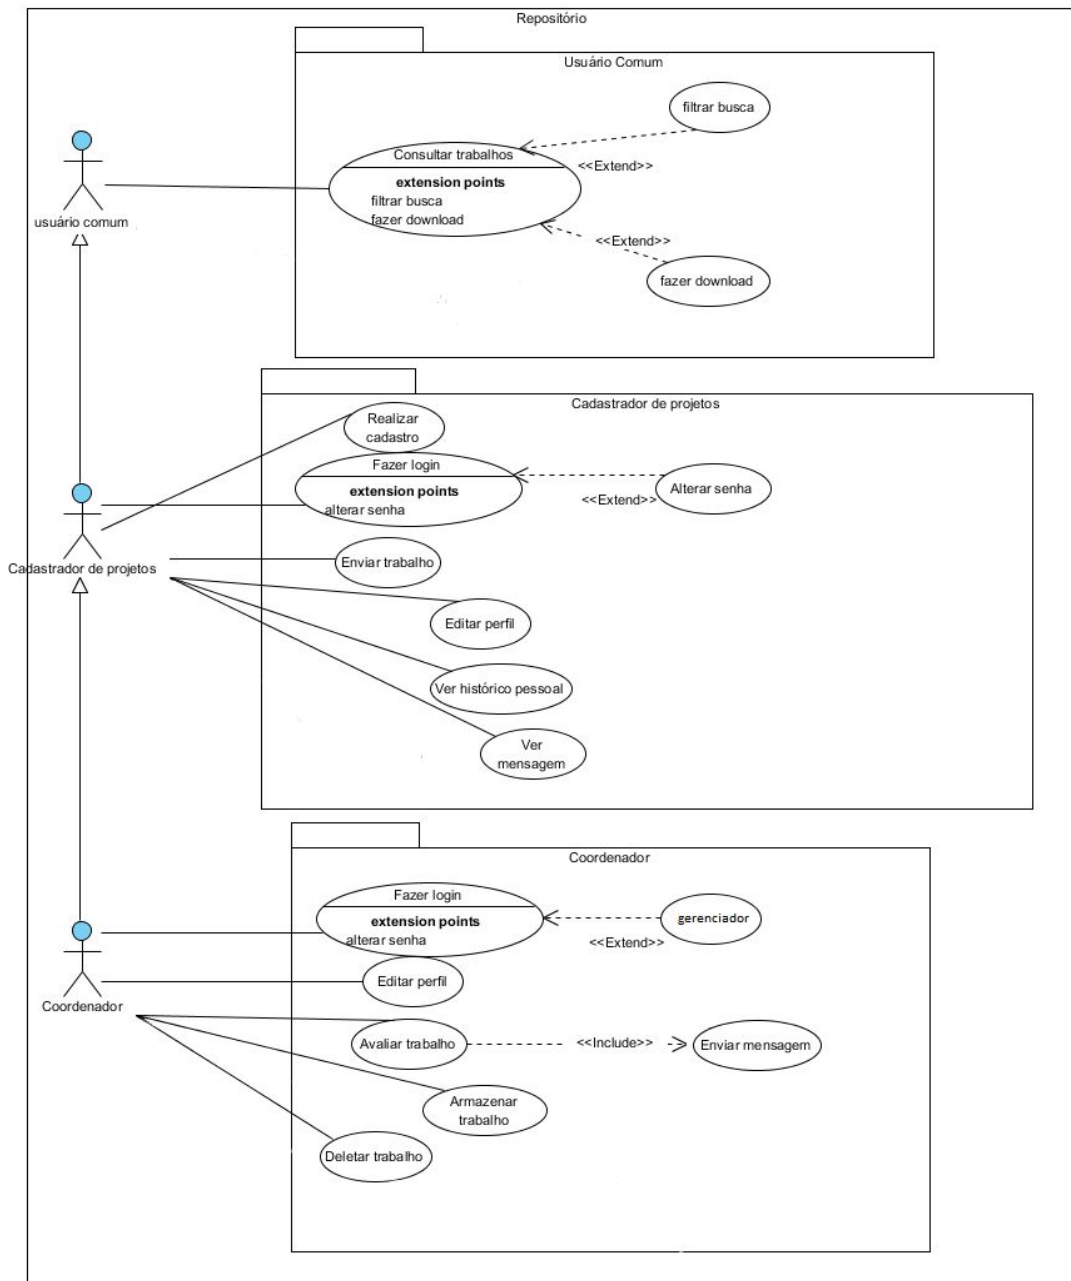 Repositório
Usuário Comum
filtrar busca
Consultar trabalhos
<<Extend>>
extension points
filtrar busca
fazer download
usuário comum
<<Extend>>
fazer download
Cadastrador de projetos
Realizar
cadastro
Fazer login
extension points
alterar senha
Alterar senha
<<Extend>>
Enviar trabalho
Cadastrador de projetos
Editar perfil
Ver histórico pessoal
Ver
mensagem
Coordenador
Fazer login
extension points
alterar senha
gerenciador
<<Extend>>
Editar perfil
Coordenador
Avaliar trabalho
<<Include>>
Enviar mensagem
Armazenar
trabalho
Deletar trabalho